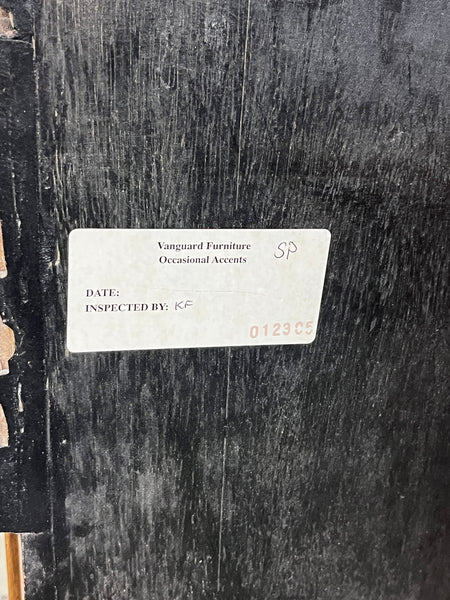 Vanguard Furniture SP
Occasional Accents
DATE:
INSPECTED BY: KF
012305